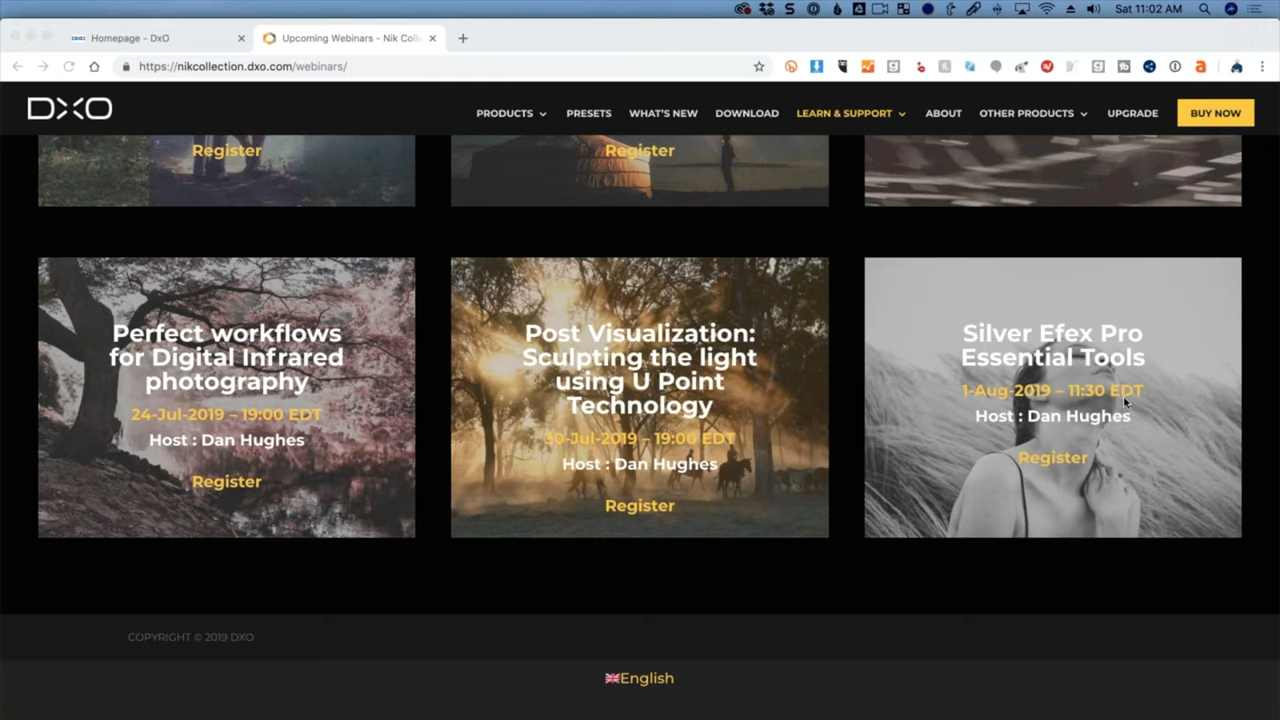 Sat 11:02 AM
Homepage - DxO
Upcoming Webinars - Nik Coll
https://nikcollection.dxo.com/webinars/
DXO
PRODUCTS
PRESETS
WHAT'S NEW
DOWNLOAD
LEARN & SUPPORT
ABOUT
OTHER PRODUCTS
UPGRADE
BUY NOW
Register
Register
Perfect workflows
for Digital Infrared
photography
24-Jul-2019 – 19:00 EDT
Host : Dan Hughes
Register
Post Visualization:
Sculpting the light
using U Point
Technology
30-Jul-2019 – 19:00 EDT
Host : Dan Hughes
Register
Silver Efex Pro
Essential Tools
1-Aug-2019 – 11:30 EDT
Host : Dan Hughes
Register
COPYRIGHT © 2019 DXO
English